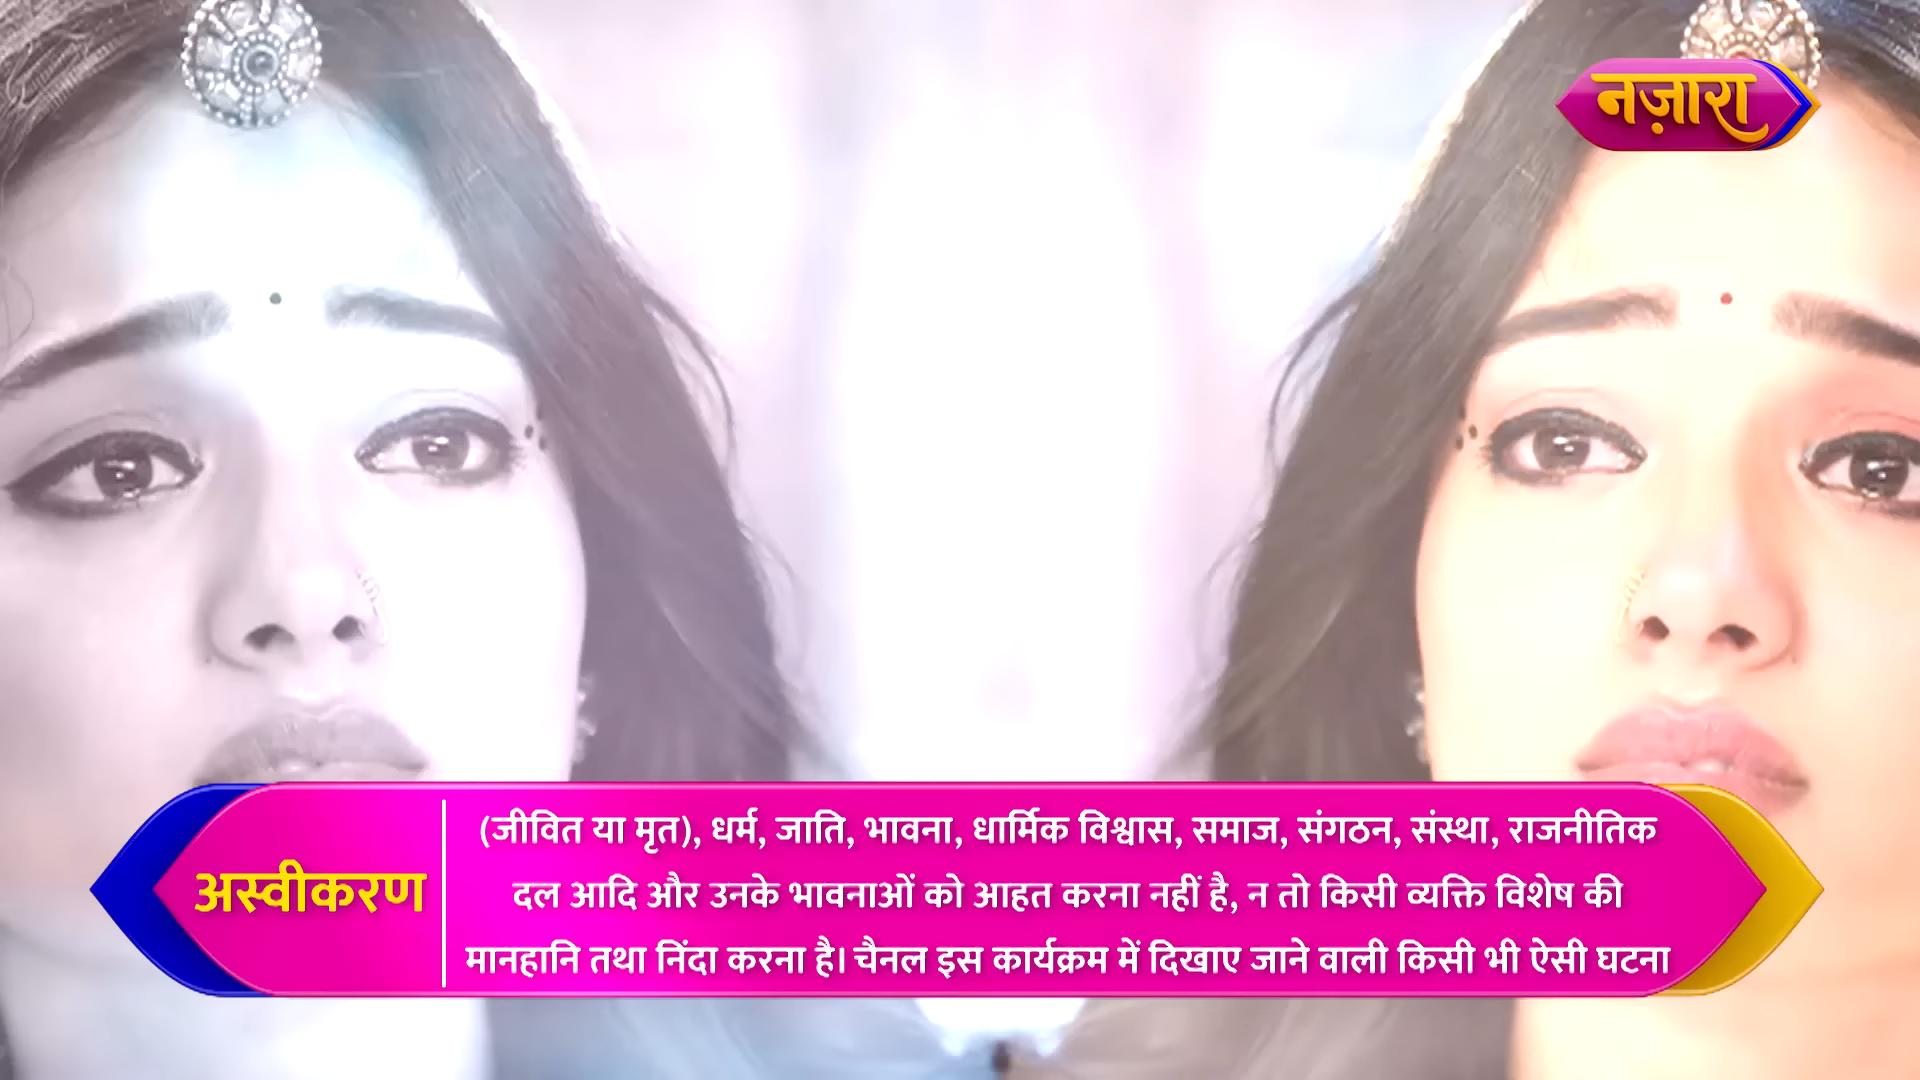 नज़ारा
अस्वीकरण
(जीवित या मृत), धर्म, जाति, भावना, धार्मिक विश्वास, समाज, संगठन, संस्था, राजनीतिक
दल आदि और उनके भावनाओं को आहत करना नहीं है, न तो किसी व्यक्ति विशेष की
मानहानि तथा निंदा करना है। चैनल इस कार्यक्रम में दिखाए जाने वाली किसी भी ऐसी घटना